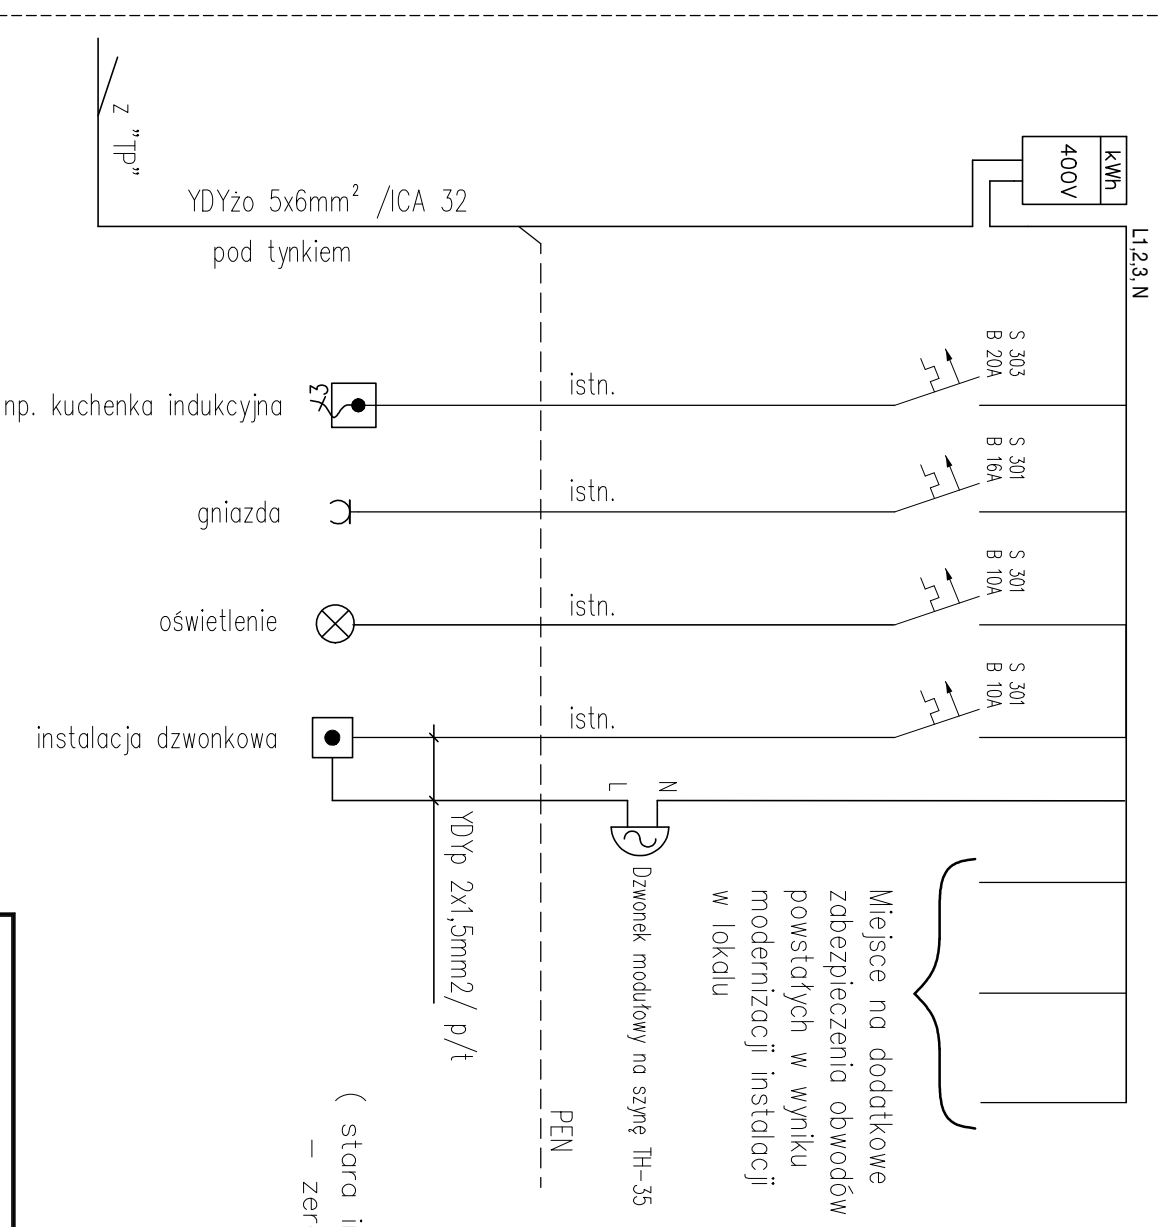 kWh
400V
L1,2,3, N
z "TP"
YDYżo 5x6mm² /ICA 32
pod tynkiem
S 303
B 20A
istn.
3
np. kuchenka indukcyjna
S 301
B 16A
istn.
gniazda
S 301
B 10A
istn.
oświetlenie
S 301
B 10A
istn.
instalacja dzwonkowa
L
N
YDYp 2x1,5mm2/ p/t
Dzwonek modułowy na szynę TH-35
Miejsce na dodatkowe
zabezpieczenia obwodów
powstałych w wyniku
modernizacji instalacji
w lokalu
PEN
( stara
– zer